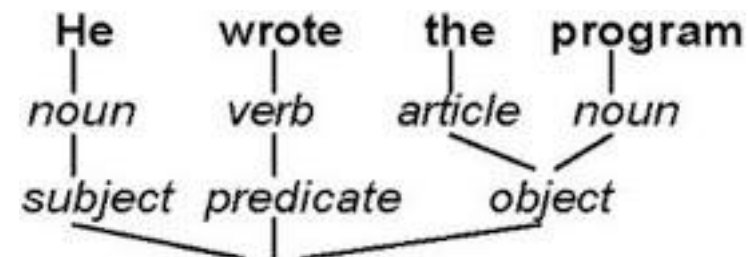 He wrote the program
noun verb article noun
subject predicate object